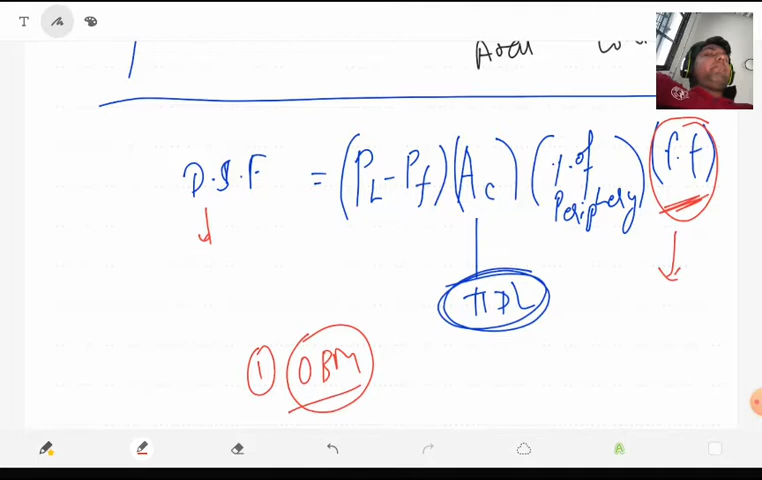 Area
D.S.F = (PL - Pf) (Ac) (% of Periphery) (f.f)
πDL
① OBM
T
A